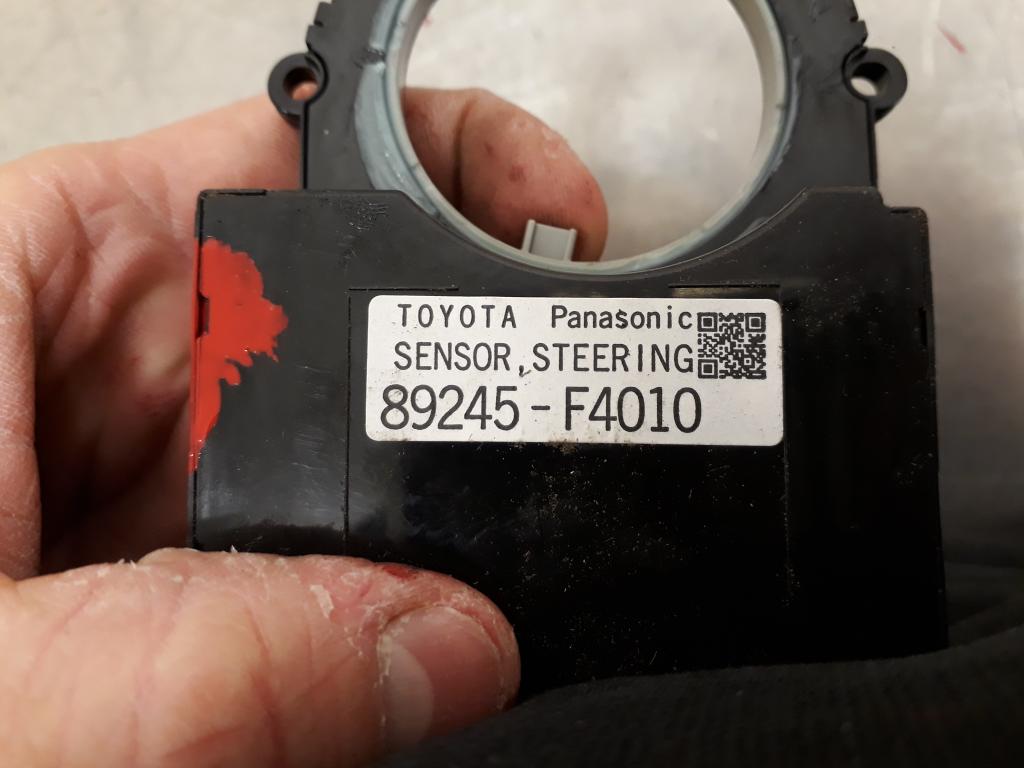 TOYOTA Panasonic
SENSOR, STEERING
89245-F4010